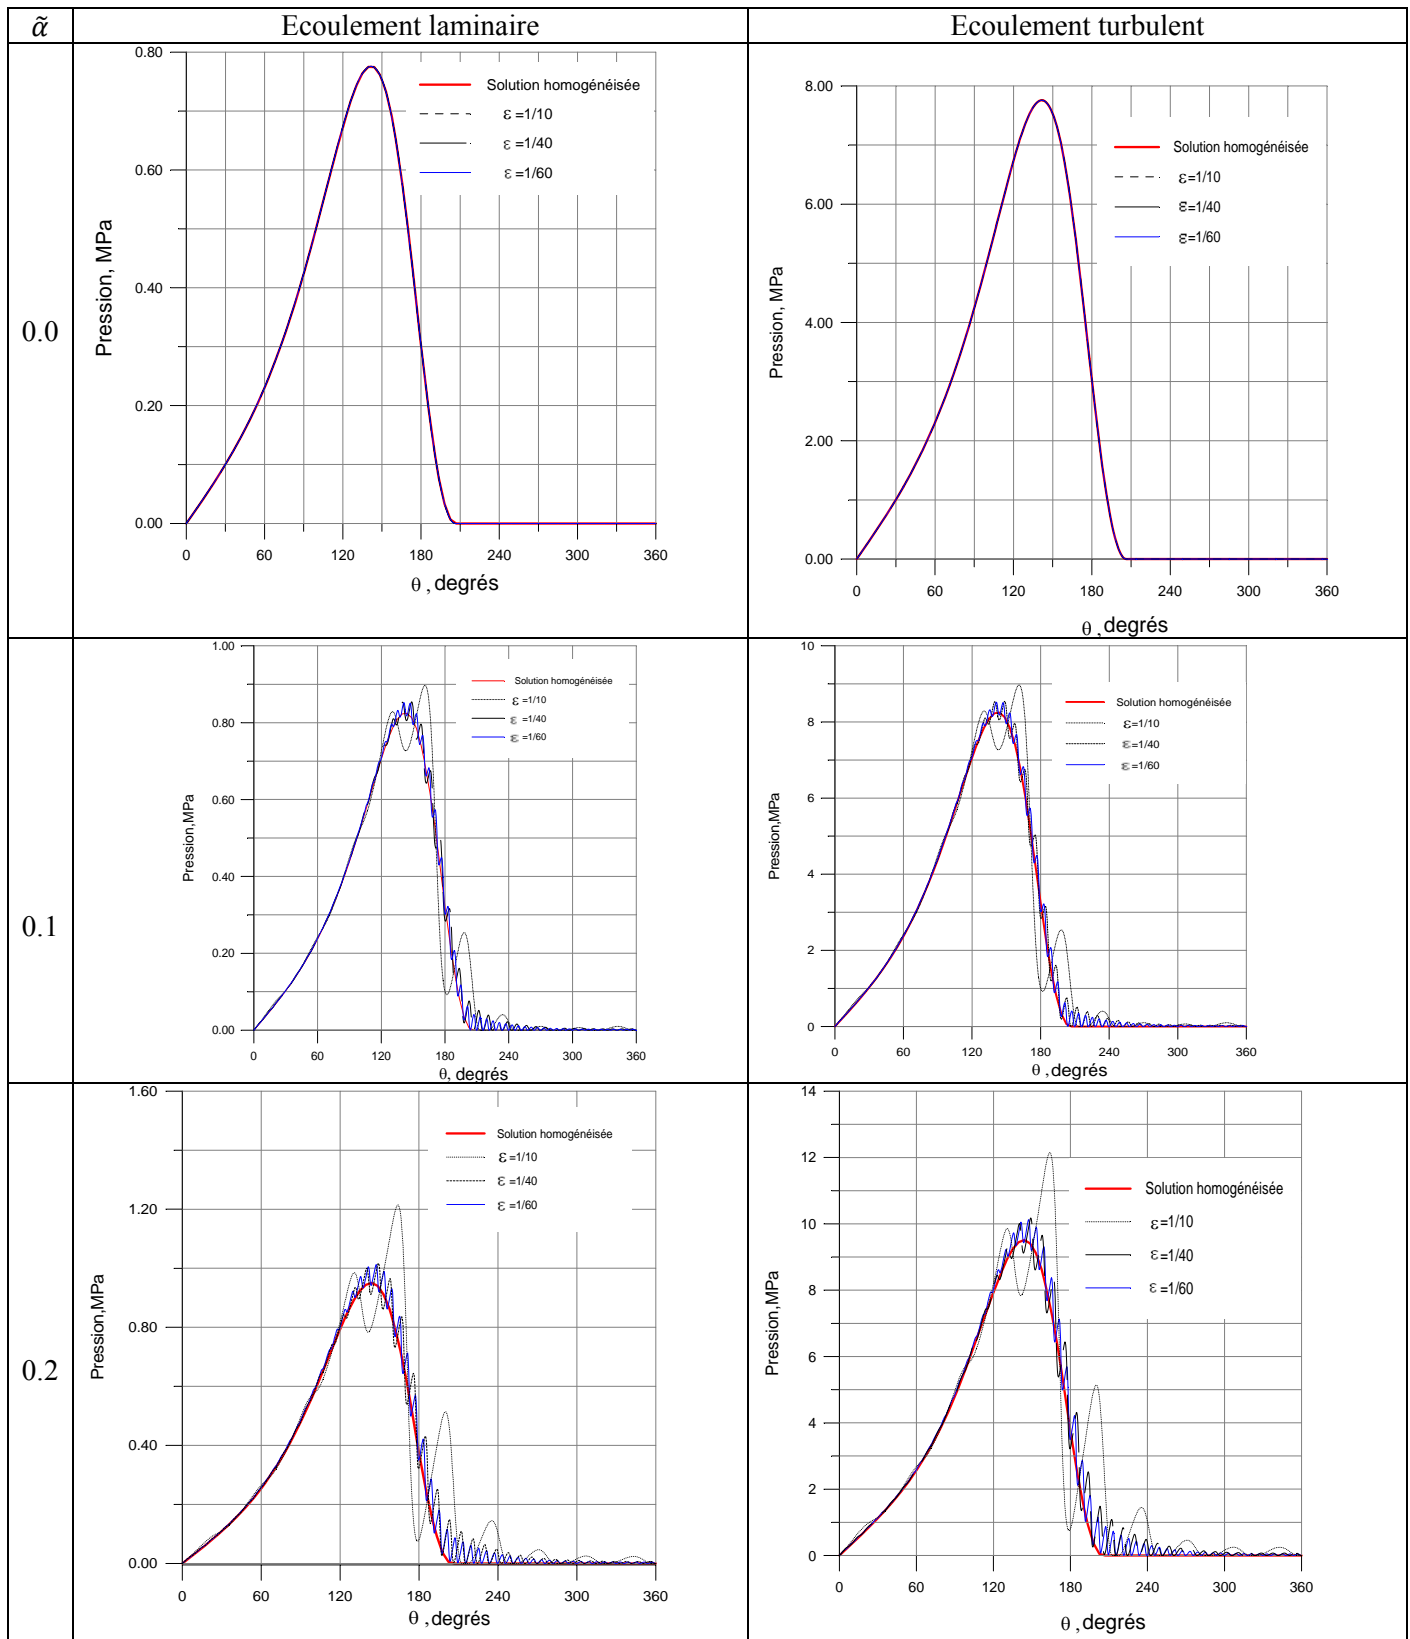 α̃ Ecoulement laminaire Ecoulement turbulent
0.0
0.80
0.60
0.40
0.20
0.00
Pression, MPa
Solution homogénéisée
ε =1/10
ε =1/40
ε =1/60
0 60 120 180 240 300 360
θ , degrés
8.00
6.00
4.00
2.00
0.00
Pression, MPa
Solution homogénéisée
ε=1/10
ε=1/40
ε=1/60
0 60 120 180 240 300 360
θ , degrés
0.1
1.00
0.80
0.60
0.40
0.20
0.00
Pression,MPa
Solution homogénéisée
ε =1/10
ε =1/40
ε =1/60
0 60 120 180 240 300 360
θ, degrés
10
8
6
4
2
0
Pression,MPa
Solution homogénéisée
ε=1/10
ε=1/40
ε=1/60
0 60 120 180 240 300 360
θ ,degrés
0.2
1.60
1.20
0.80
0.40
0.00
Pression,MPa
Solution homogénéisée
ε =1/10
ε =1/40
ε =1/60
0 60 120 180 240 300 360
θ , degrés
14
12
10
8
6
4
2
0
Pression,MPa
Solution homogénéisée
ε=1/10
ε=1/40
ε=1/60
0 60 120 180 240 300 360
θ ,degrés